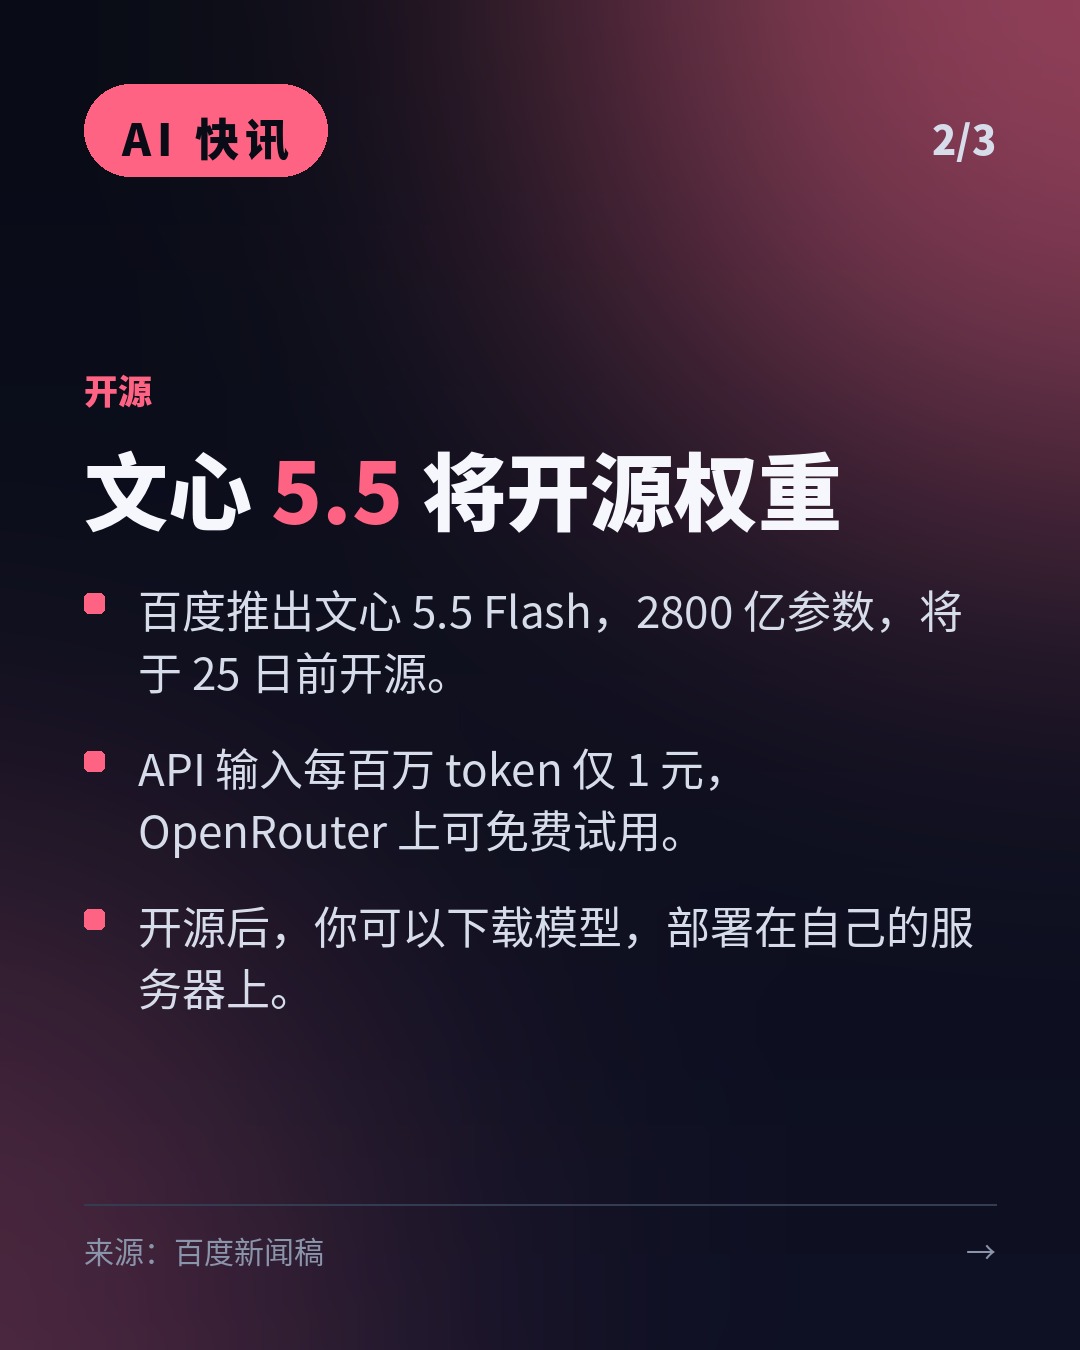 AI 快讯
2/3
开源
文心 5.5 将开源权重
百度推出文心 5.5 Flash，2800 亿参数，将
于 25 日前开源。
API 输入每百万 token 仅 1 元，
OpenRouter 上可免费试用。
开源后，你可以下载模型，部署在自己的服
务器上。
来源：百度新闻稿
→